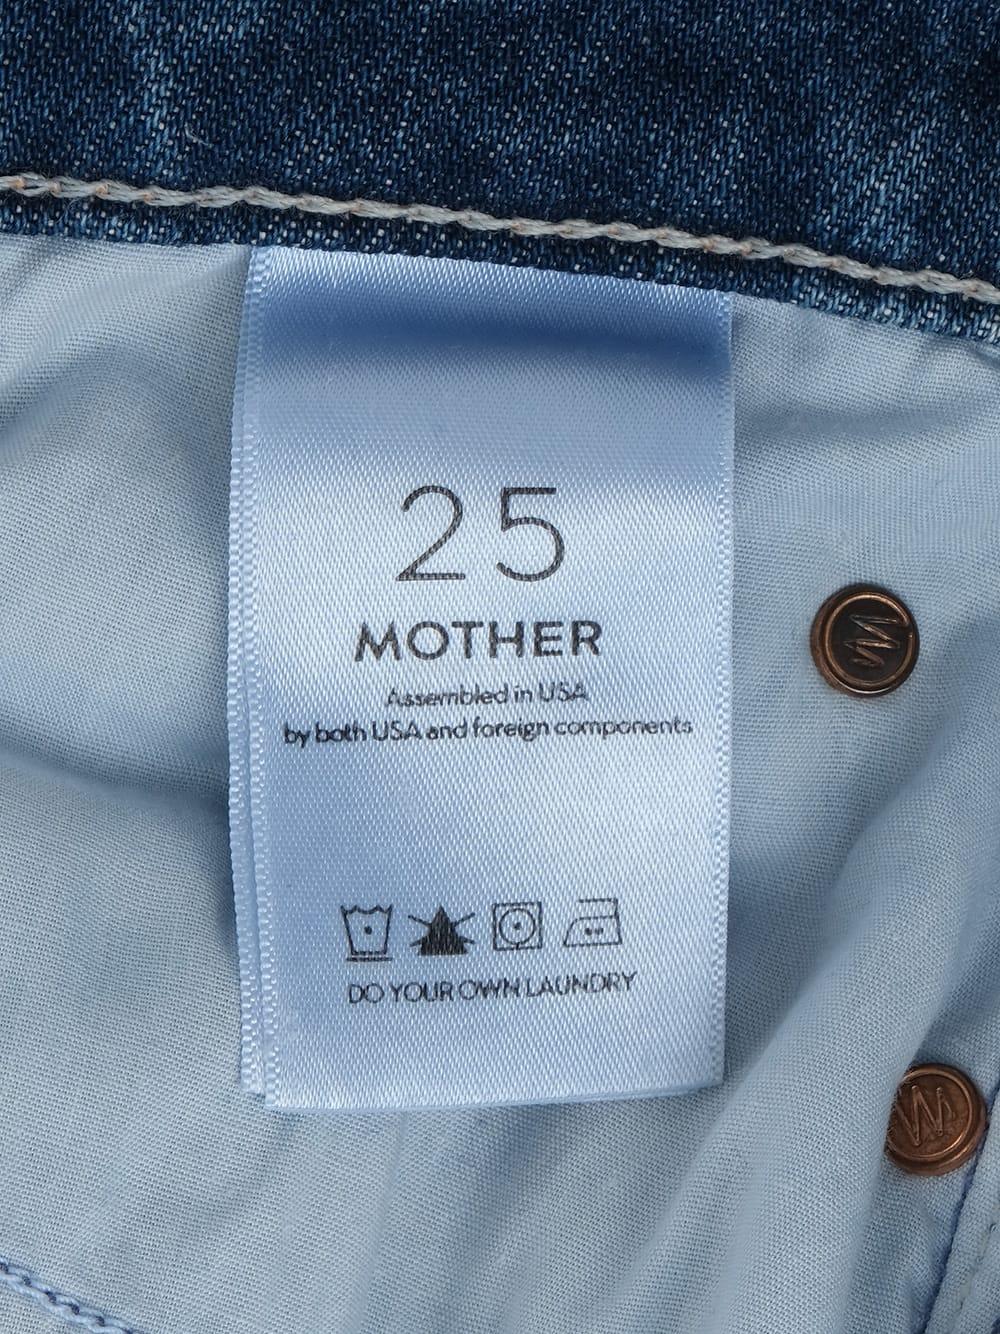 25
MOTHER
Assembled in USA
by both USA and foreign components
DO YOUR OWN LAUNDRY